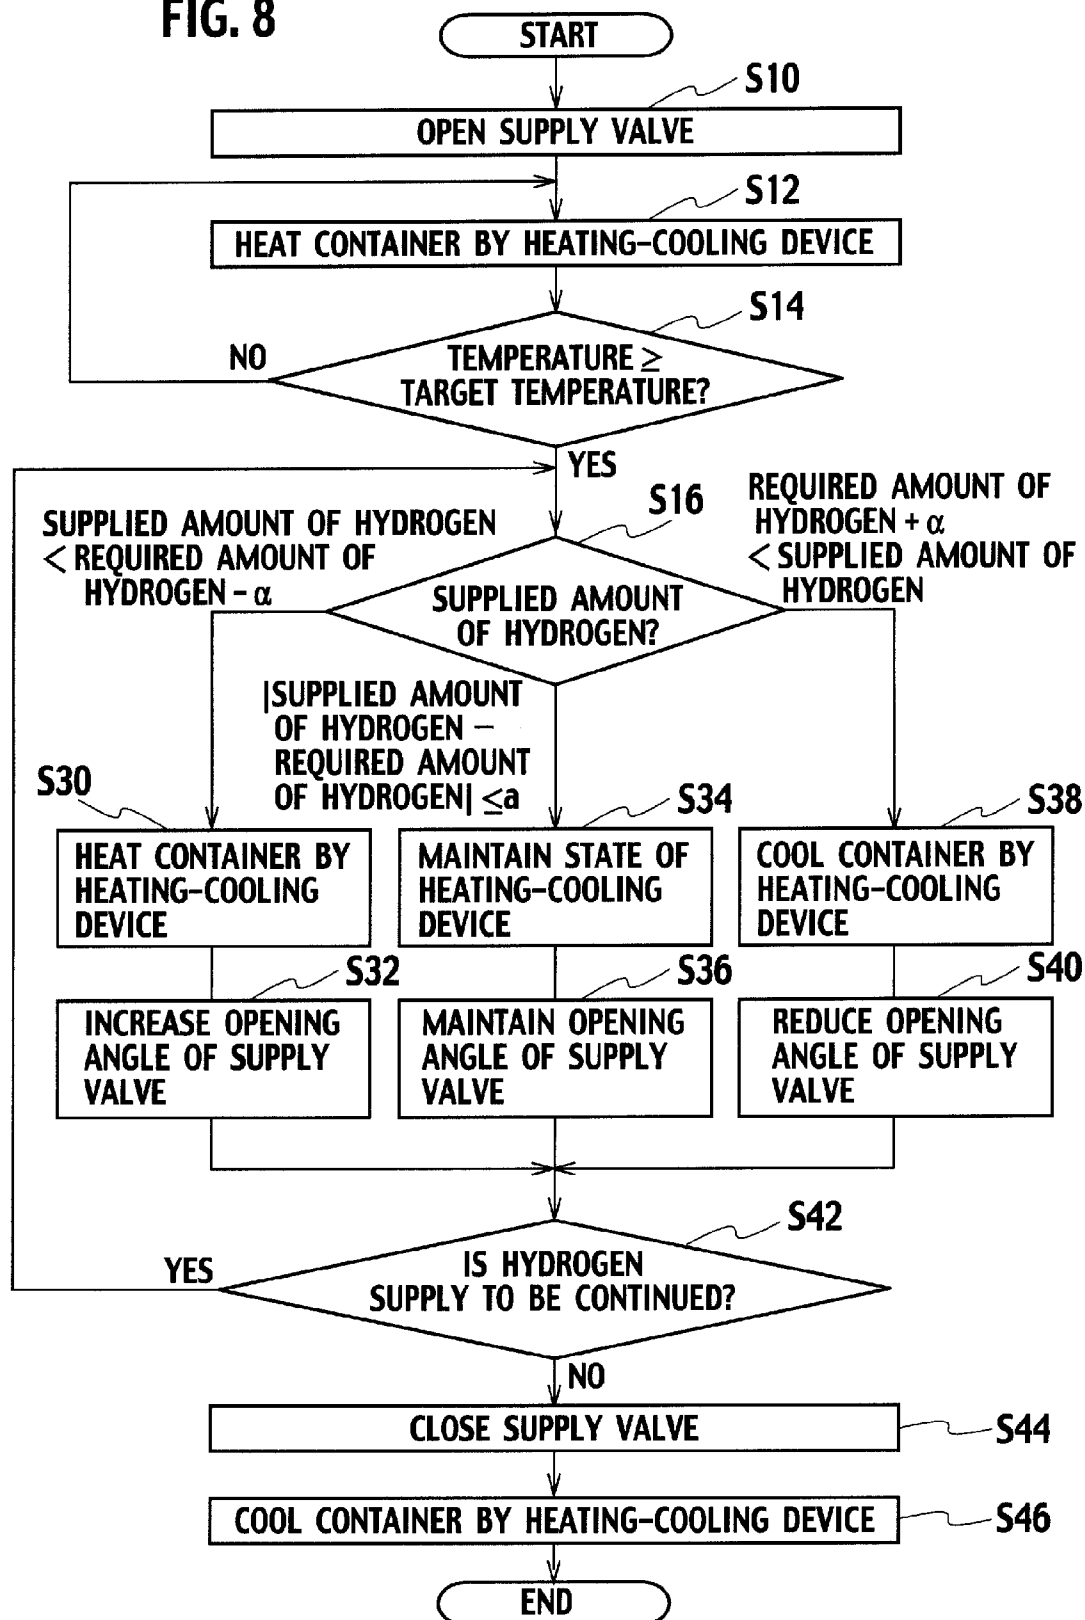 FIG. 8
START
S10
OPEN SUPPLY VALVE
S12
HEAT CONTAINER BY HEATING-COOLING DEVICE
S14
NO
TEMPERATURE ≥
TARGET TEMPERATURE?
YES
S16
SUPPLIED AMOUNT OF HYDROGEN
< REQUIRED AMOUNT OF
HYDROGEN - α
REQUIRED AMOUNT OF
HYDROGEN + α
< SUPPLIED AMOUNT OF
HYDROGEN
SUPPLIED AMOUNT
OF HYDROGEN?
|SUPPLIED AMOUNT
OF HYDROGEN —
REQUIRED AMOUNT
OF HYDROGEN| ≤a
S30
HEAT CONTAINER BY
HEATING-COOLING
DEVICE
S34
MAINTAIN STATE OF
HEATING-COOLING
DEVICE
S38
COOL CONTAINER BY
HEATING-COOLING
DEVICE
S32
INCREASE OPENING
ANGLE OF SUPPLY
VALVE
S36
MAINTAIN OPENING
ANGLE OF SUPPLY
VALVE
S40
REDUCE OPENING
ANGLE OF SUPPLY
VALVE
S42
YES
IS HYDROGEN
SUPPLY TO BE CONTINUED?
NO
CLOSE SUPPLY VALVE
S44
COOL CONTAINER BY HEATING-COOLING DEVICE
S46
END